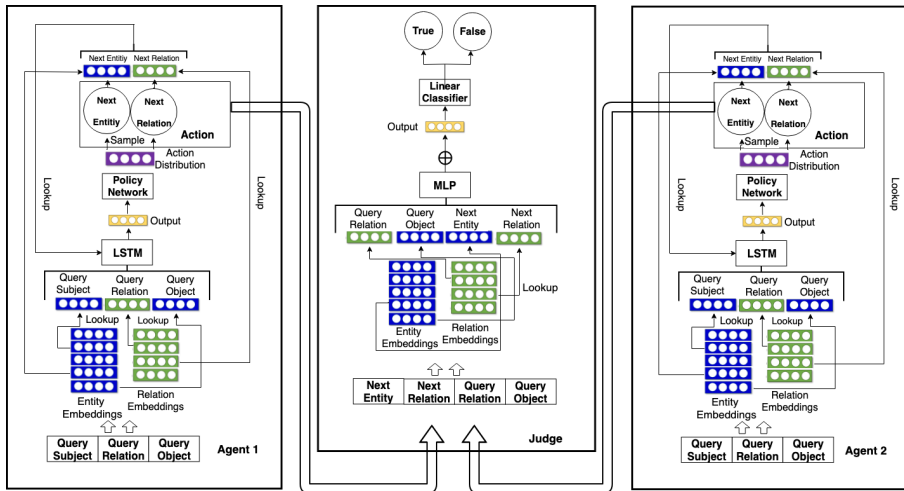 Next Entitiy Next Relation
Next
Entitiy
Next
Relation
Action
Sample
Action
Distribution
Policy
Network
Output
Lookup
Lookup
LSTM
Query
Subject
Query
Relation
Query
Object
Lookup
Lookup
Entity
Embeddings
Relation
Embeddings
Query
Subject
Query
Relation
Query
Object
Agent 1
True
False
Linear
Classifier
Output
MLP
Query
Relation
Query
Object
Next
Entity
Next
Relation
Lookup
Entity
Embeddings
Relation
Embeddings
Next
Entity
Next
Relation
Query
Relation
Query
Object
Judge
Next Entitiy Next Relation
Next
Entitiy
Next
Relation
Action
Sample
Action
Distribution
Policy
Network
Output
Lookup
Lookup
LSTM
Query
Subject
Query
Relation
Query
Object
Lookup
Lookup
Entity
Embeddings
Relation
Embeddings
Query
Subject
Query
Relation
Query
Object
Agent 2